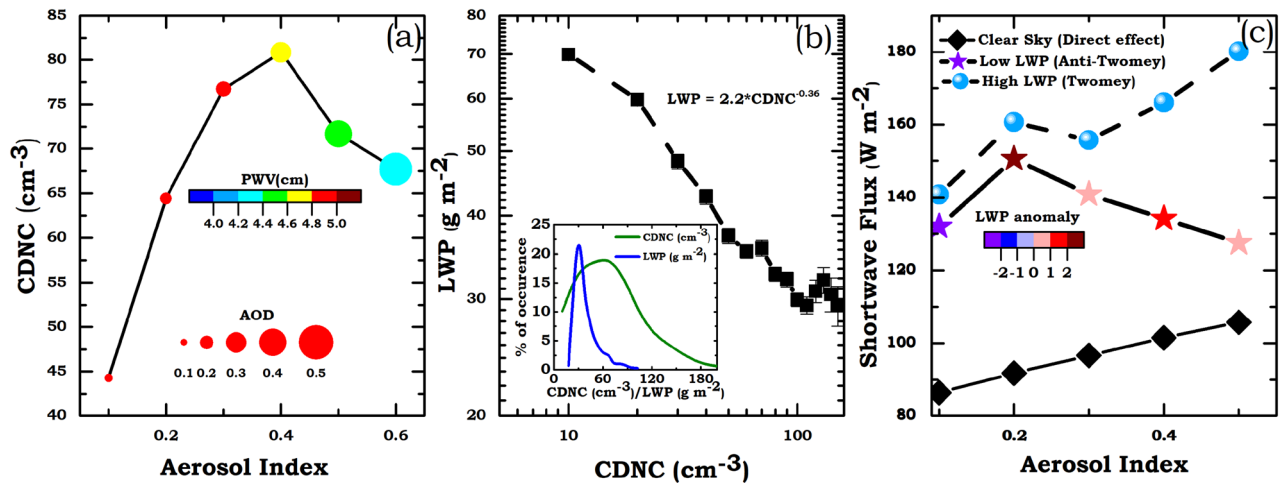 (a)
85
80
75
70
65
60
55
50
45
40
CDNC (cm-3)
PWV(cm)
4.0 4.2 4.4 4.6 4.8 5.0
AOD
0.1 0.2 0.3 0.4 0.5
0.2 0.4 0.6
Aerosol Index
(b)
80
70
60
50
40
30
20
LWP (g m-2)
LWP = 2.2*CDNC-0.36
25
20
15
10
5
0
% of occurence
CDNC (cm-3)
LWP (g m-2)
0 60 120 180
CDNC (cm-3)/LWP (g m-2)
10 100
CDNC (cm-3)
(c)
180
160
140
120
100
80
Shortwave Flux (W m-2)
Clear Sky (Direct effect)
Low LWP (Anti-Twomey)
High LWP (Twomey)
LWP anomaly
-2 -1 0 1 2
0.2 0.4
Aerosol Index